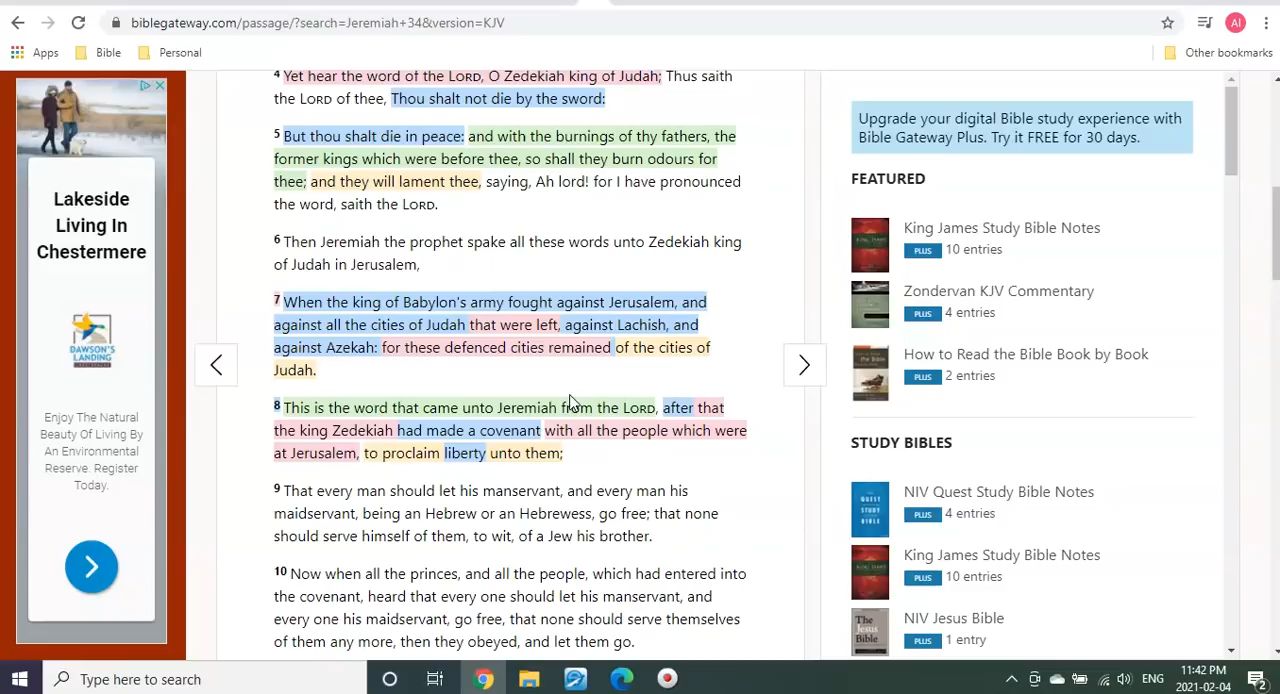 biblegateway.com/passage/?search=Jeremiah+34&version=KJV
AI
Apps
Bible
Personal
Other bookmarks
Lakeside
Living In
Chestermere
DAWSON'S
LANDING
Enjoy The Natural
Beauty Of Living By
An Environmental
Reserve. Register
Today.
4 Yet hear the word of the LORD, O Zedekiah king of Judah; Thus saith
the LORD of thee, Thou shalt not die by the sword:
5 But thou shalt die in peace: and with the burnings of thy fathers, the
former kings which were before thee, so shall they burn odours for
thee; and they will lament thee, saying, Ah lord! for I have pronounced
the word, saith the LORD.
6 Then Jeremiah the prophet spake all these words unto Zedekiah king
of Judah in Jerusalem,
7 When the king of Babylon's army fought against Jerusalem, and
against all the cities of Judah that were left, against Lachish, and
against Azekah: for these defenced cities remained of the cities of
Judah.
8 This is the word that came unto Jeremiah from the LORD, after that
the king Zedekiah had made a covenant with all the people which were
at Jerusalem, to proclaim liberty unto them;
9 That every man should let his manservant, and every man his
maidservant, being an Hebrew or an Hebrewess, go free; that none
should serve himself of them, to wit, of a Jew his brother.
10 Now when all the princes, and all the people, which had entered into
the covenant, heard that every one should let his manservant, and
every one his maidservant, go free, that none should serve themselves
of them any more, then they obeyed, and let them go.
Upgrade your digital Bible study experience with
Bible Gateway Plus. Try it FREE for 30 days.
FEATURED
King James Study Bible Notes
PLUS 10 entries
Zondervan KJV Commentary
PLUS 4 entries
How to Read the Bible Book by Book
PLUS 2 entries
STUDY BIBLES
NIV Quest Study Bible Notes
PLUS 4 entries
King James Study Bible Notes
PLUS 10 entries
NIV Jesus Bible
PLUS 1 entry
Type here to search
ENG
11:42 PM
2021-02-04
2